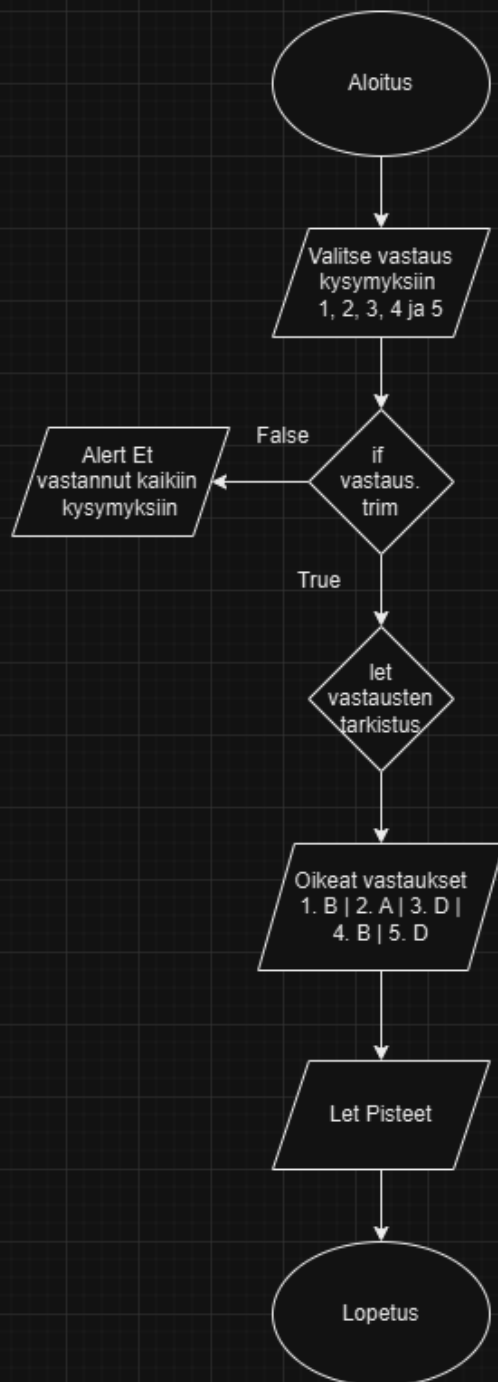 Aloitus
Valitse vastaus
kysymyksiin
1, 2, 3, 4 ja 5
False
Alert Et
vastannut kaikiin
kysymyksiin
if
vastaus.
trim
True
let
vastausten
tarkistus
Oikeat vastaukset
1. B | 2. A | 3. D |
4. B | 5. D
Let Pisteet
Lopetus